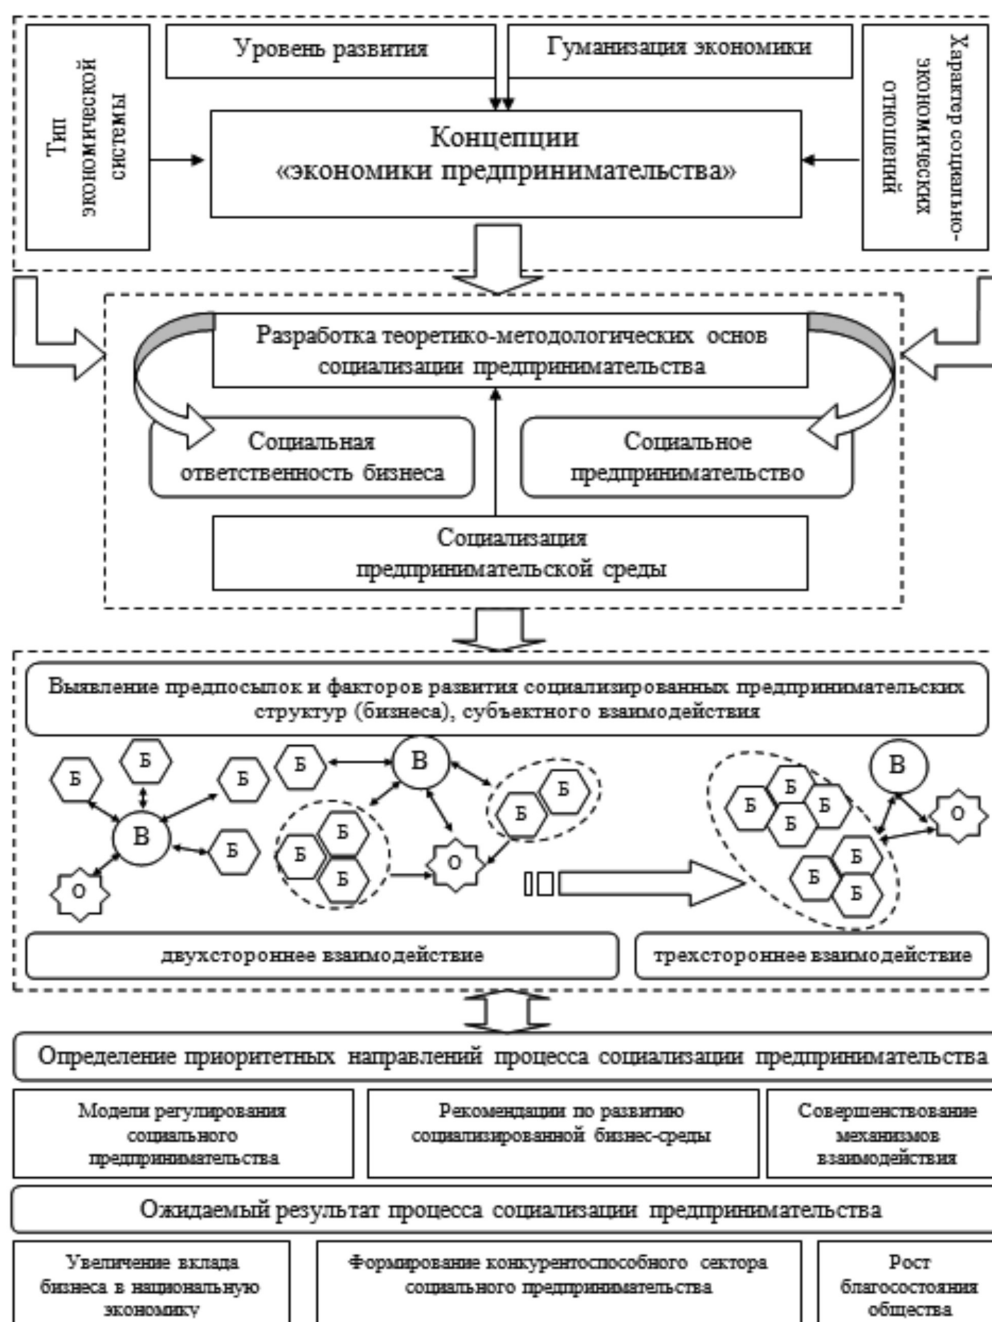 Тип
экономической
системы
Уровень развития
Гуманизация экономики
Характер социально-
экономических
отношений
Концепции
«экономики предпринимательства»
Разработка теоретико-методологических основ
социализации предпринимательства
Социальная
ответственность бизнеса
Социальное
предпринимательство
Социализация
предпринимательской среды
Выявление предпосылок и факторов развития социализированных предпринимательских
структур (бизнеса), субъектного взаимодействия
Б
Б
Б
Б
В
О
Б
В
Б
Б
Б
Б
Б
О
Б
Б
Б
Б
Б
Б
Б
В
О
двухстороннее взаимодействие
трехстороннее взаимодействие
Определение приоритетных направлений процесса социализации предпринимательства
Модели регулирования
социального
предпринимательства
Рекомендации по развитию
социализированной бизнес-среды
Совершенствование
механизмов
взаимодействия
Ожидаемый результат процесса социализации предпринимательства
Увеличение вклада
бизнеса в национальную
экономику
Формирование конкурентоспособного сектора
социального предпринимательства
Рост
благосостояния
общества